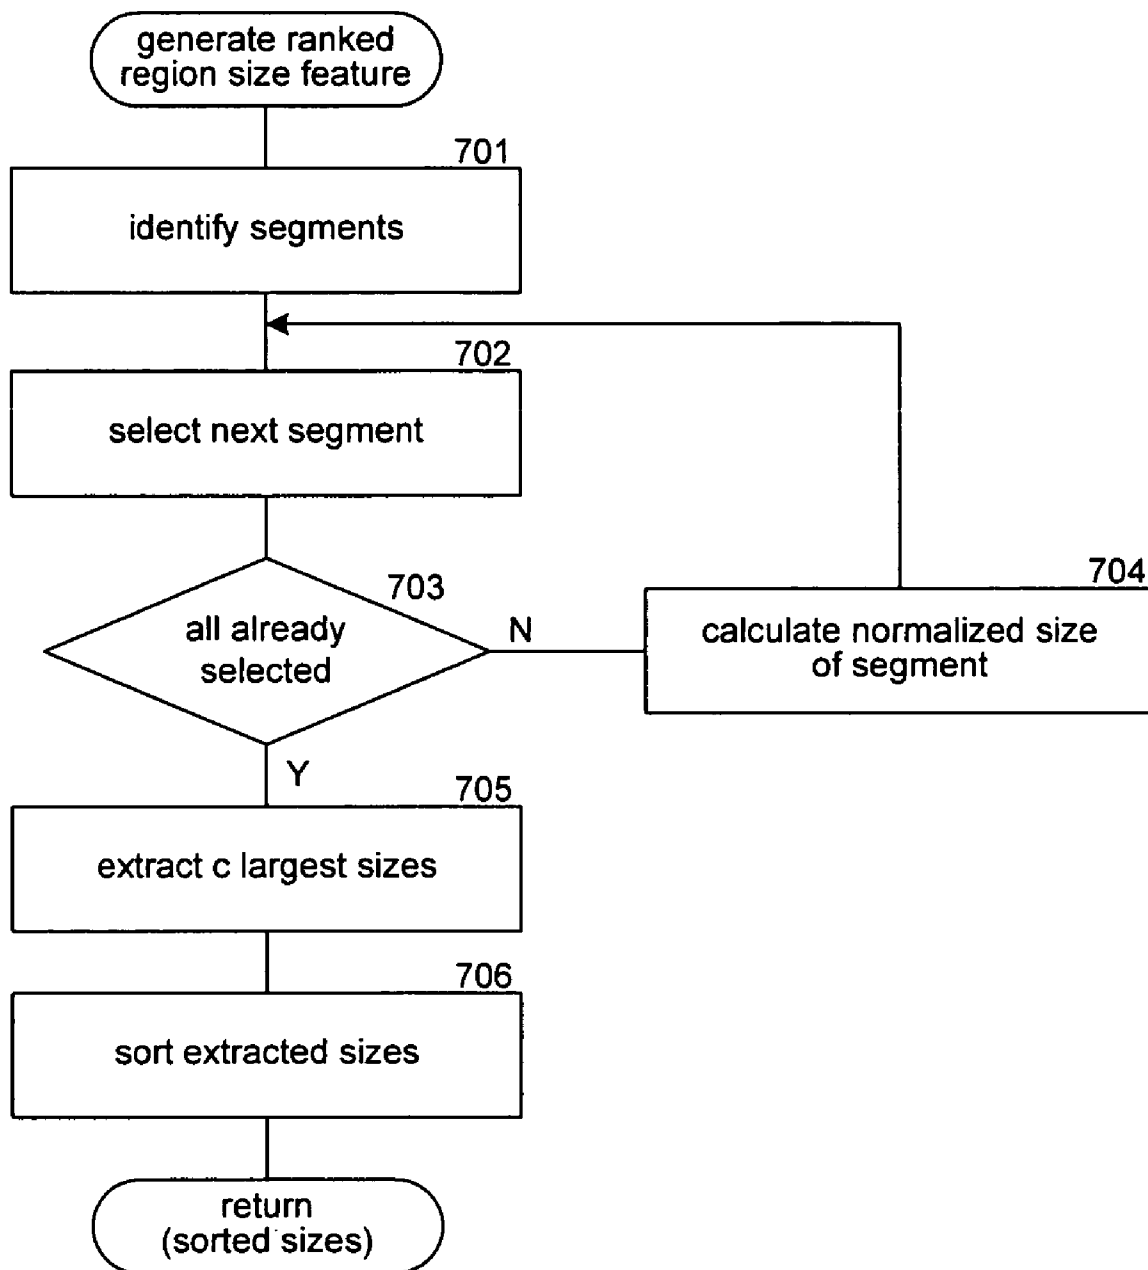 generate ranked
region size feature
701
identify segments
702
select next segment
703
all already
selected
N
704
calculate normalized size
of segment
Y
705
extract c largest sizes
706
sort extracted sizes
return
(sorted sizes)